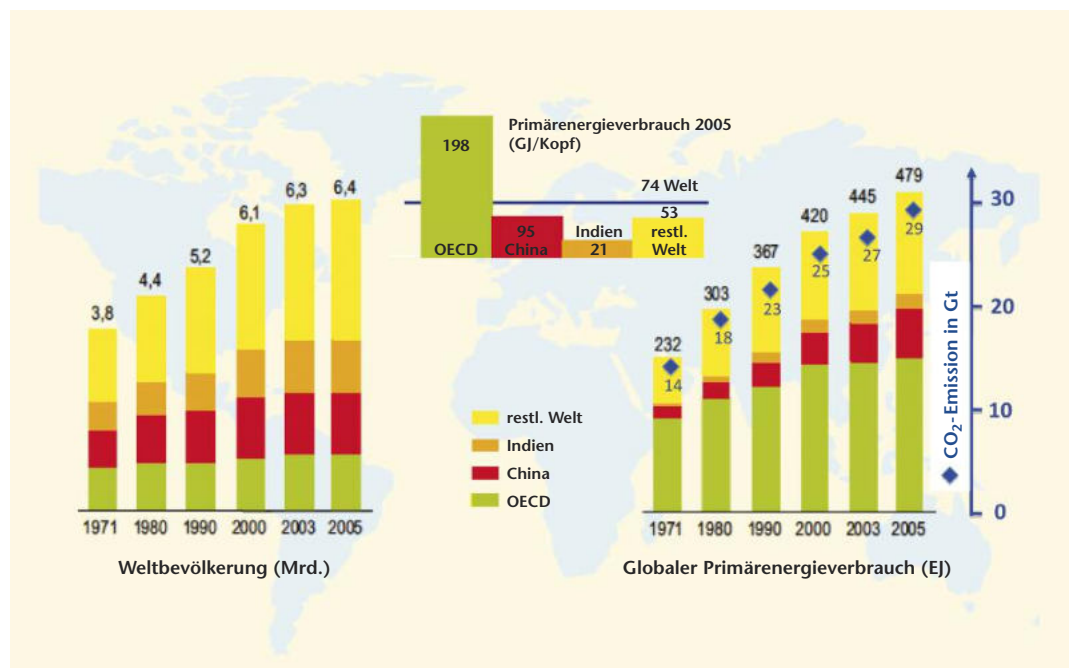 Primärenergieverbrauch 2005
(GJ/Kopf)
198
74 Welt
OECD
95
China
Indien
21
53
restl.
Welt
3,8
4,4
5,2
6,1
6,3
6,4
1971 1980 1990 2000 2003 2005
Weltbevölkerung (Mrd.)
restl. Welt
Indien
China
OECD
232
303
367
420
445
479
14
18
23
25
27
29
1971 1980 1990 2000 2003 2005
Globaler Primärenergieverbrauch (EJ)
30
20
10
0
CO₂-Emission in Gt